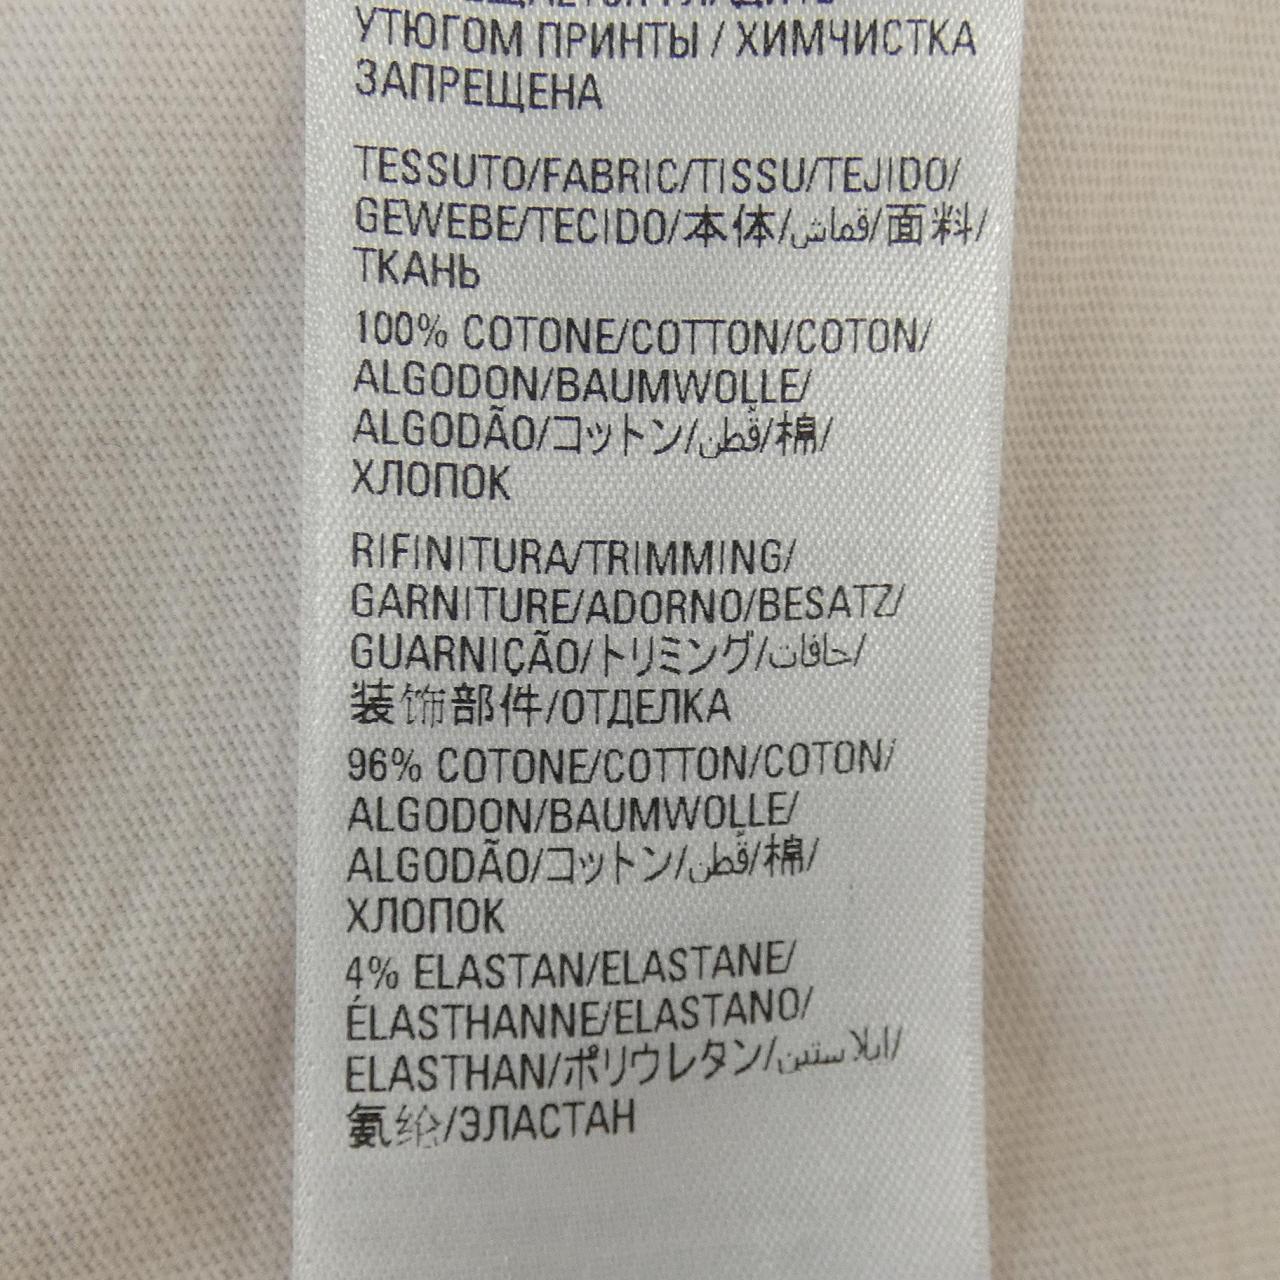 УТЮГОМ ПРИНТЫ / ХИМЧИСТКА
ЗАПРЕЩЕНА
TESSUTO/FABRIC/TISSU/TEJIDO/
GEWEBE/TECIDO/本体/قماش/面料/
ТКАНЬ
100% COTONE/COTTON/COTON/
ALGODON/BAUMWOLLE/
ALGODÃO/コットン/قُطن/棉/
ХЛОПОК
RIFINITURA/TRIMMING/
GARNITURE/ADORNO/BESATZ/
GUARNIÇÃO/トリミング/حافات/
装饰部件/ОТДЕЛКА
96% COTONE/COTTON/COTON/
ALGODON/BAUMWOLLE/
ALGODÃO/コットン/قُطن/棉/
ХЛОПОК
4% ELASTAN/ELASTANE/
ÉLASTHANNE/ELASTANO/
ELASTHAN/ポリウレタン/ايلاستين/
氨纶/ЭЛАСТАН